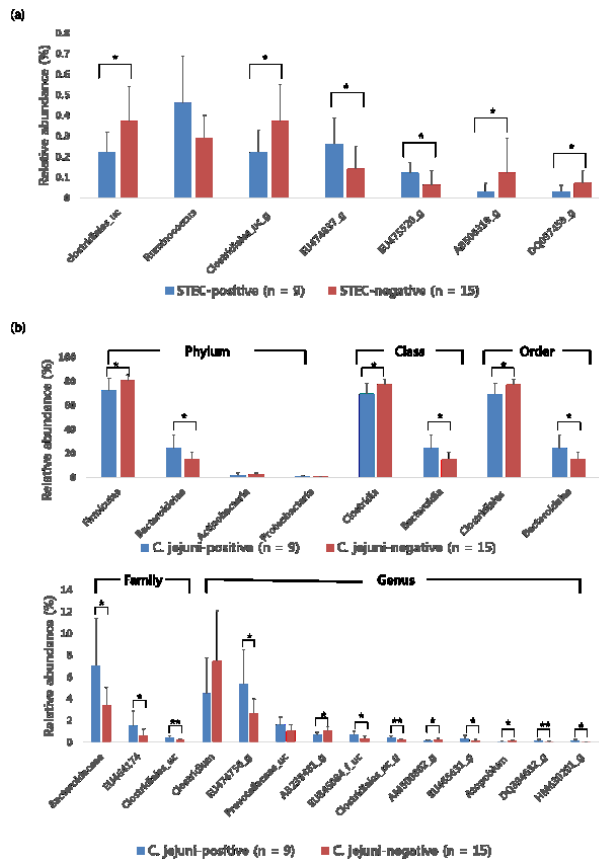 (a)
Relative abundance (%)
0.8
0.7
0.6
0.5
0.4
0.3
0.2
0.1
0
* * * * * *
clostridiales_uc
Ruminococcus
Clostridiales_uc_g
EU474837_g
DQ057456_g
STEC-positive (n = 9) STEC-negative (n = 15)
(b)
Phylum Class Order
Relative abundance (%)
100
80
60
40
20
0
* * * * * *
Firmicutes
Bacteroidetes
Actinobacteria
Proteobacteria
Clostridia
Bacteroidia
Clostridiales
Bacteroidales
C. jejuni-positive (n = 9) C. jejuni-negative (n = 15)
Family Genus
Relative abundance (%)
14
12
10
8
6
4
2
0
* * ** * * * ** * * * ** *
Bacteroidaceae
Clostridiales_uc
Clostridium
Prevotellaceae_uc
Clostridiales_uc_g
Atopobium
C. jejuni-positive (n = 9) C. jejuni-negative (n = 15)